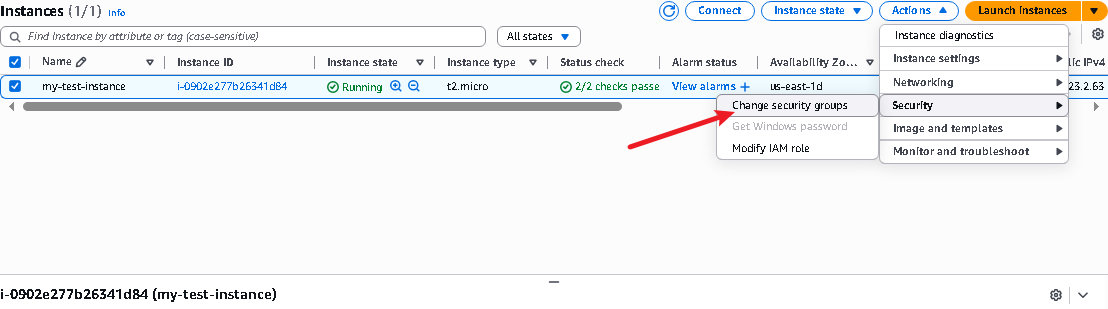 Instances (1/1) Info Connect Instance state Actions Launch instances
Find Instance by attribute or tag (case-sensitive) All states Instance diagnostics
Instance settings
Name Instance ID Instance state Instance type Status check Alarm status Availability Zo... Networking IPv4
my-test-instance i-0902e277b26341d84 Running t2.micro 2/2 checks passe View alarms + us-east-1d 23.2.63
Change security groups Security
Get Windows password Image and templates
Modify IAM role Monitor and troubleshoot
i-0902e277b26341d84 (my-test-instance)